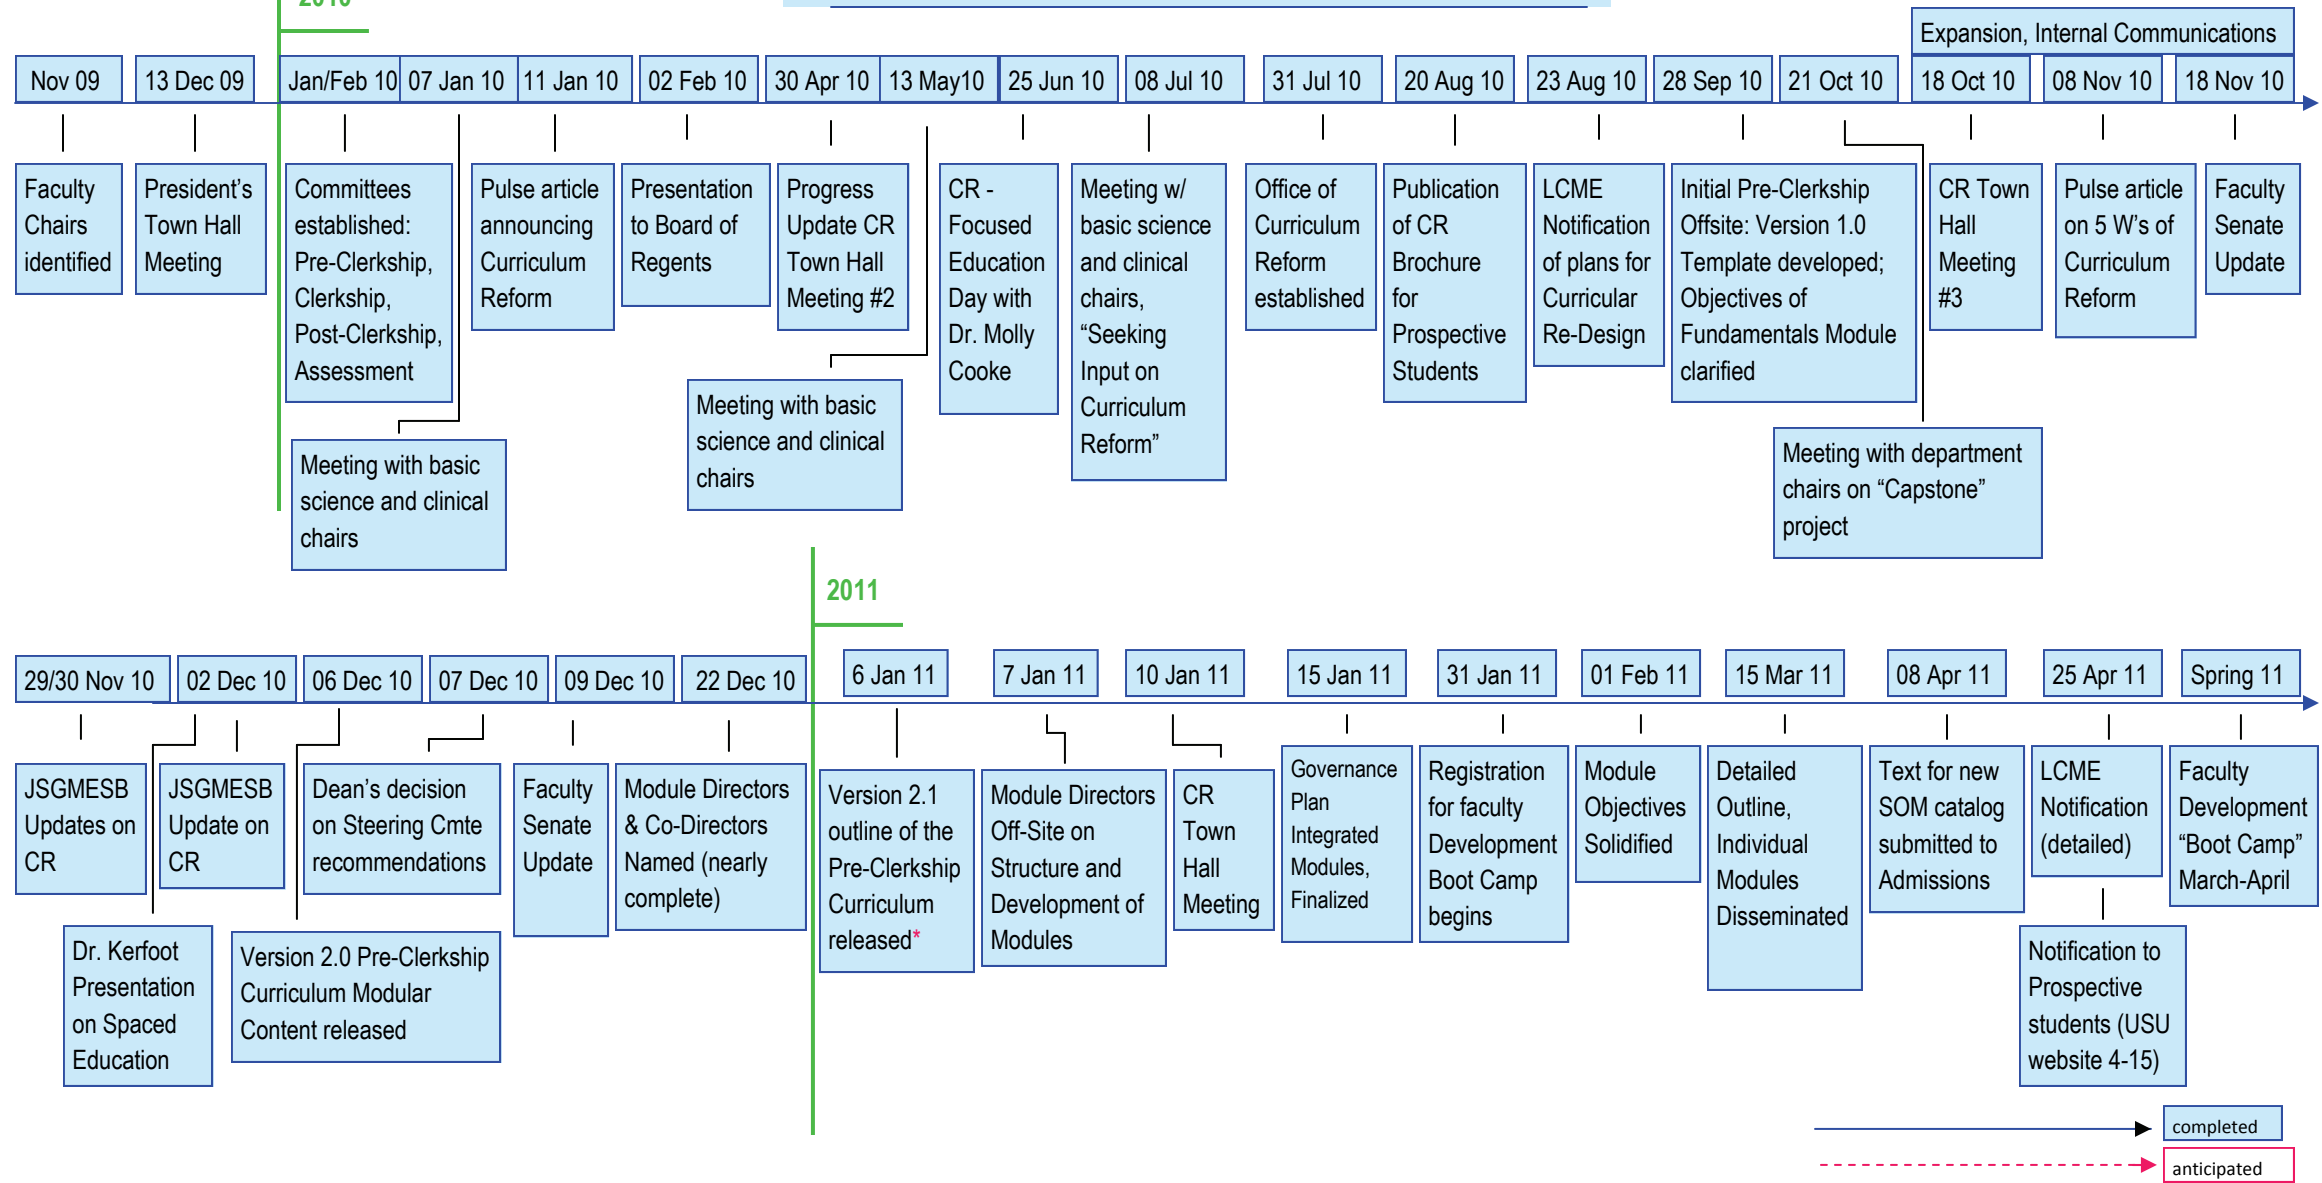 2010
Expansion, Internal Communications
Nov 09
13 Dec 09
Jan/Feb 10
07 Jan 10
11 Jan 10
02 Feb 10
30 Apr 10
13 May10
25 Jun 10
08 Jul 10
31 Jul 10
20 Aug 10
23 Aug 10
28 Sep 10
21 Oct 10
18 Oct 10
08 Nov 10
18 Nov 10
Faculty
Chairs
identified
President’s
Town Hall
Meeting
Committees
established:
Pre-Clerkship,
Clerkship,
Post-Clerkship,
Assessment
Meeting with basic
science and clinical
chairs
Pulse article
announcing
Curriculum
Reform
Presentation
to Board of
Regents
Progress
Update CR
Town Hall
Meeting #2
Meeting with basic
science and clinical
chairs
CR -
Focused
Education
Day with
Dr. Molly
Cooke
Meeting w/
basic science
and clinical
chairs,
“Seeking
Input on
Curriculum
Reform”
Office of
Curriculum
Reform
established
Publication
of CR
Brochure
for
Prospective
Students
LCME
Notification
of plans for
Curricular
Re-Design
Initial Pre-Clerkship
Offsite: Version 1.0
Template developed;
Objectives of
Fundamentals Module
clarified
Meeting with department
chairs on “Capstone”
project
CR Town
Hall
Meeting
#3
Pulse article
on 5 W’s of
Curriculum
Reform
Faculty
Senate
Update
2011
29/30 Nov 10
02 Dec 10
06 Dec 10
07 Dec 10
09 Dec 10
22 Dec 10
6 Jan 11
7 Jan 11
10 Jan 11
15 Jan 11
31 Jan 11
01 Feb 11
15 Mar 11
08 Apr 11
25 Apr 11
Spring 11
JSGMESB
Updates on
CR
Dr. Kerfoot
Presentation
on Spaced
Education
JSGMESB
Update on
CR
Version 2.0 Pre-Clerkship
Curriculum Modular
Content released
Dean’s decision
on Steering Cmte
recommendations
Faculty
Senate
Update
Module Directors
& Co-Directors
Named (nearly
complete)
Version 2.1
outline of the
Pre-Clerkship
Curriculum
released*
Module Directors
Off-Site on
Structure and
Development of
Modules
CR
Town
Hall
Meeting
Governance
Plan
Integrated
Modules,
Finalized
Registration
for faculty
Development
Boot Camp
begins
Module
Objectives
Solidified
Detailed
Outline,
Individual
Modules
Disseminated
Text for new
SOM catalog
submitted to
Admissions
LCME
Notification
(detailed)
Notification to
Prospective
students (USU
website 4-15)
Faculty
Development
“Boot Camp”
March-April
completed
anticipated